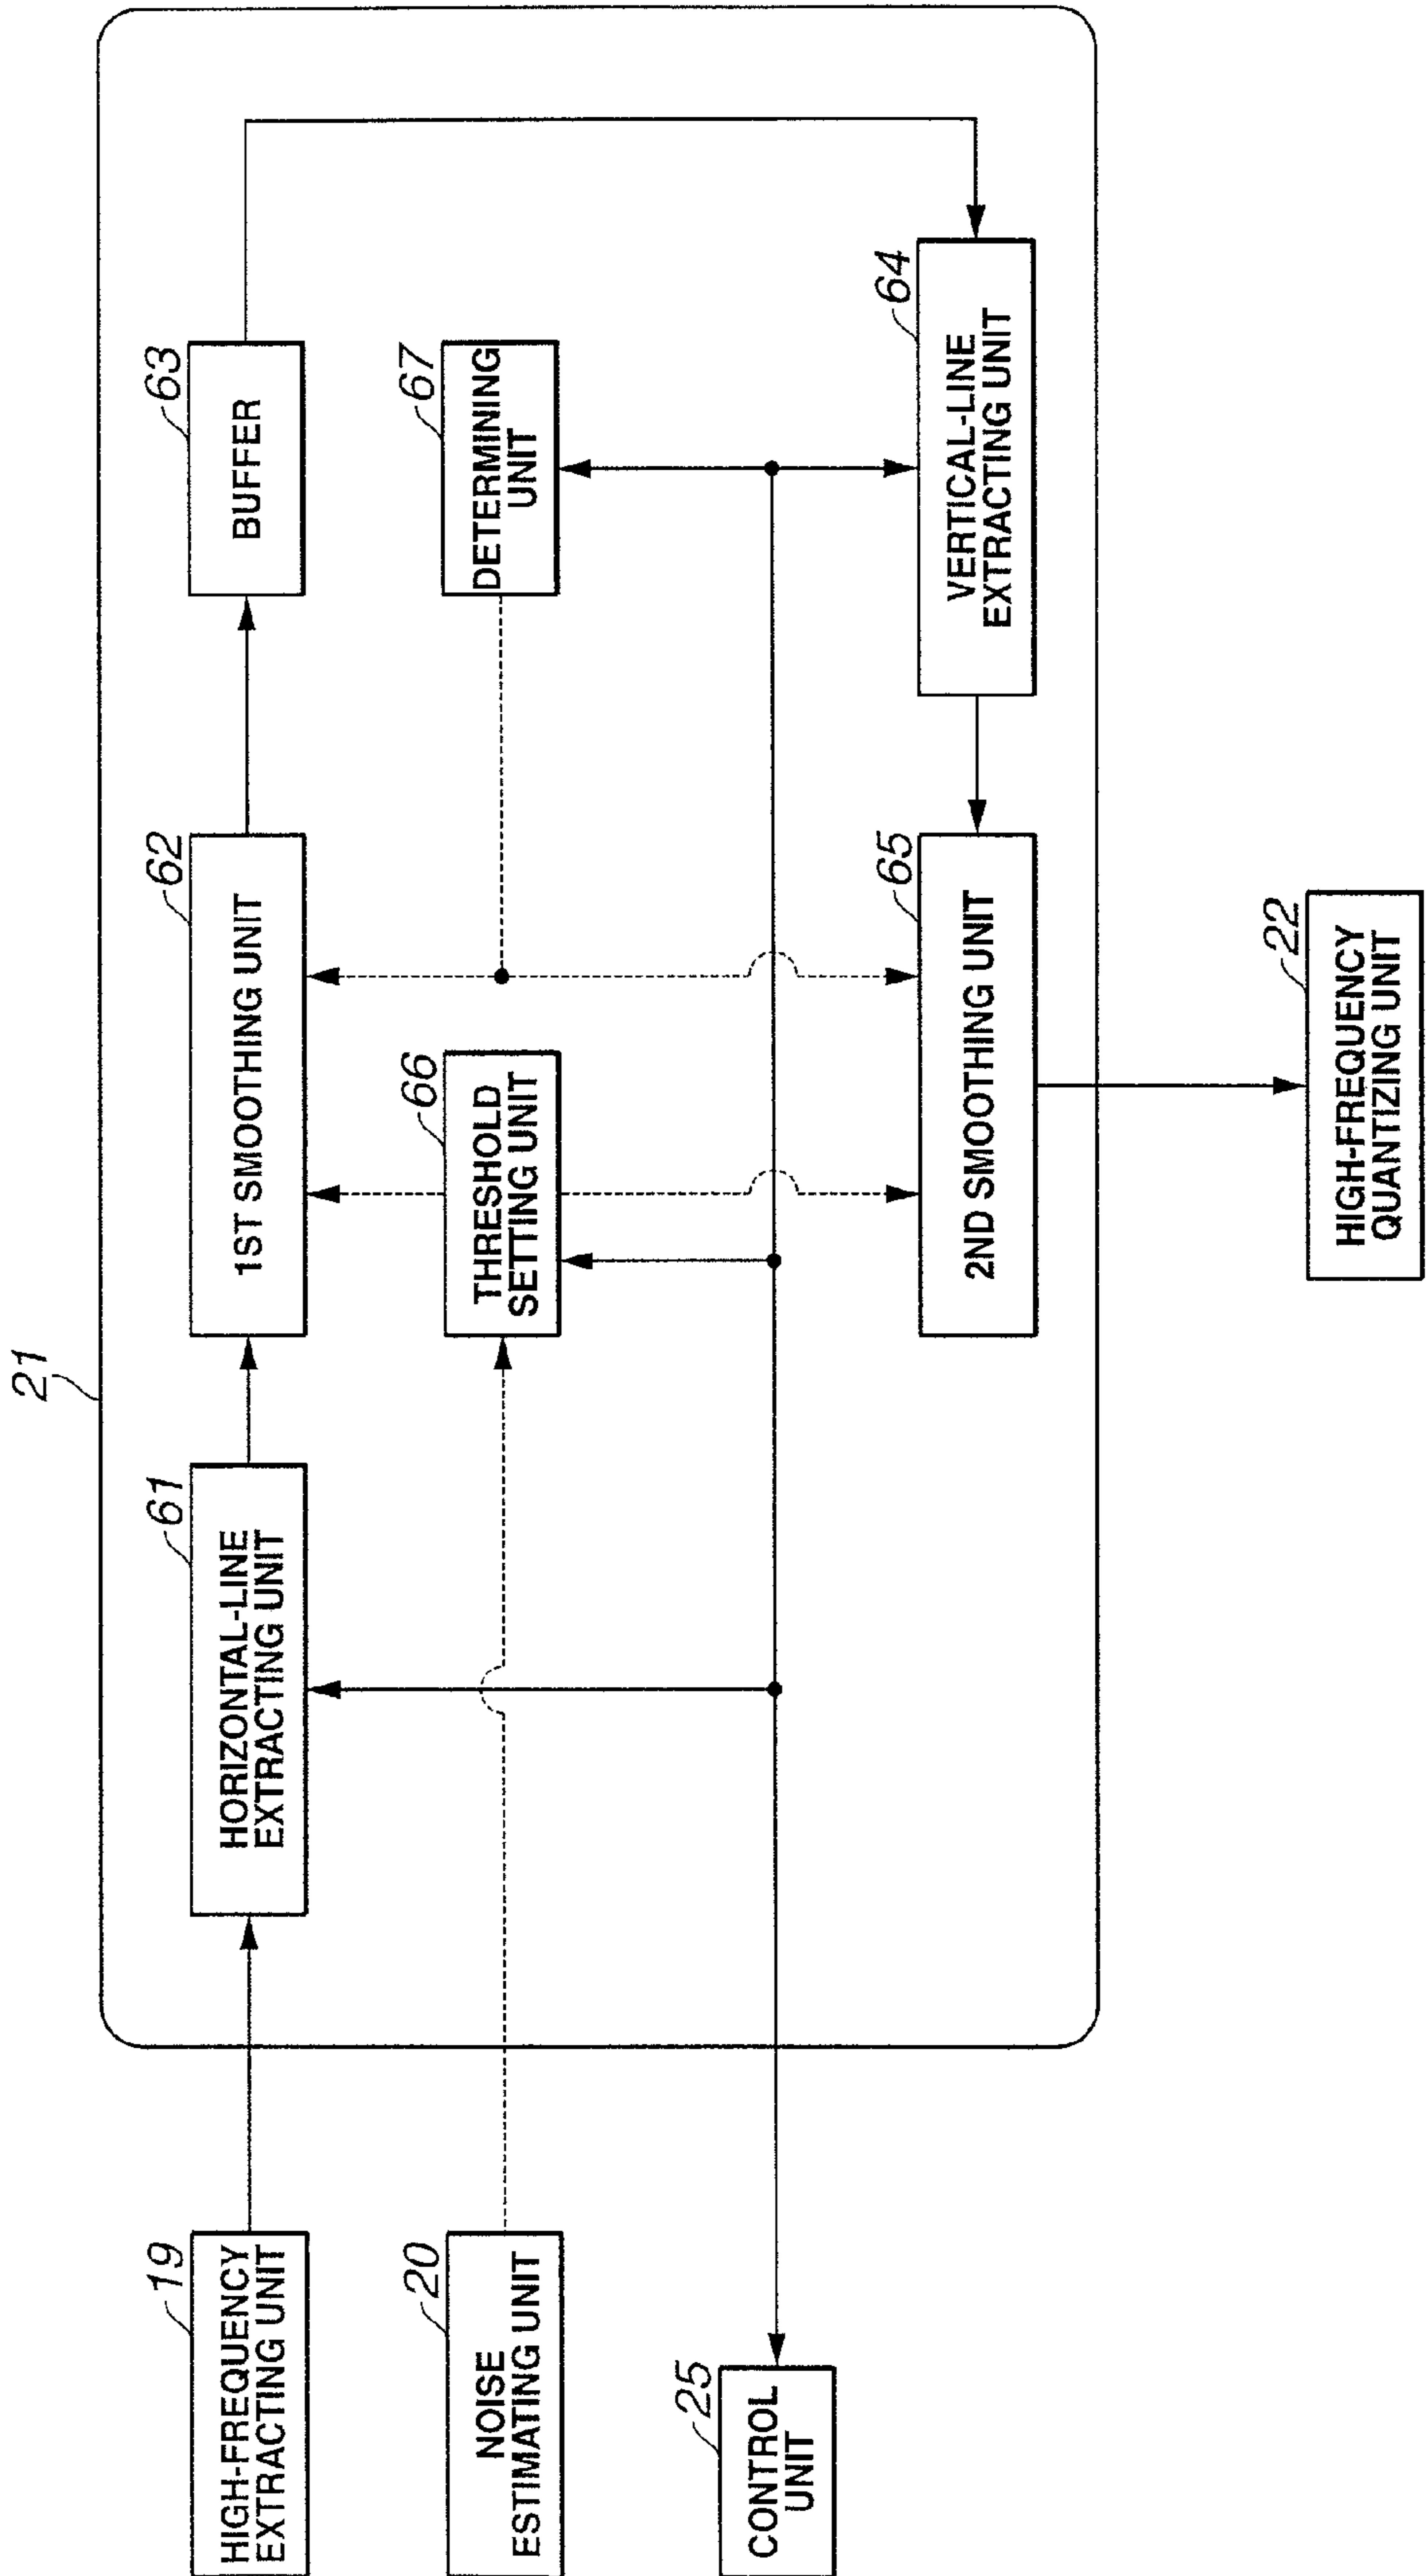 21
19
HIGH-FREQUENCY
EXTRACTING UNIT
61
HORIZONTAL-LINE
EXTRACTING UNIT
62
1ST SMOOTHING UNIT
63
BUFFER
20
NOISE
ESTIMATING UNIT
66
THRESHOLD
SETTING UNIT
67
DETERMINING
UNIT
25
CONTROL
UNIT
65
2ND SMOOTHING UNIT
64
VERTICAL-LINE
EXTRACTING UNIT
22
HIGH-FREQUENCY
QUANTIZING UNIT